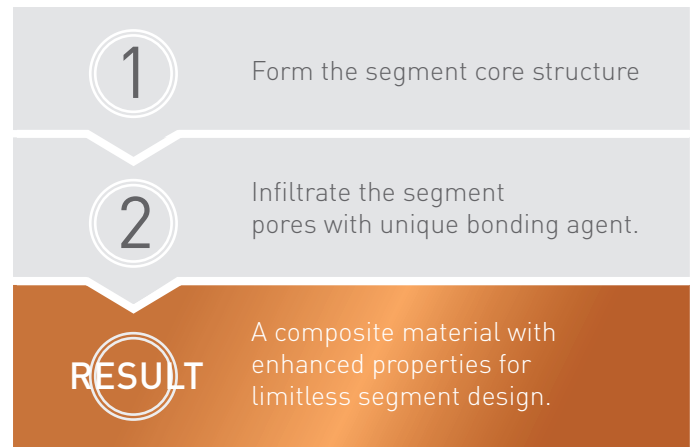 1
Form the segment core structure
2
Infiltrate the segment
pores with unique bonding agent.
RESULT
A composite material with
enhanced properties for
limitless segment design.